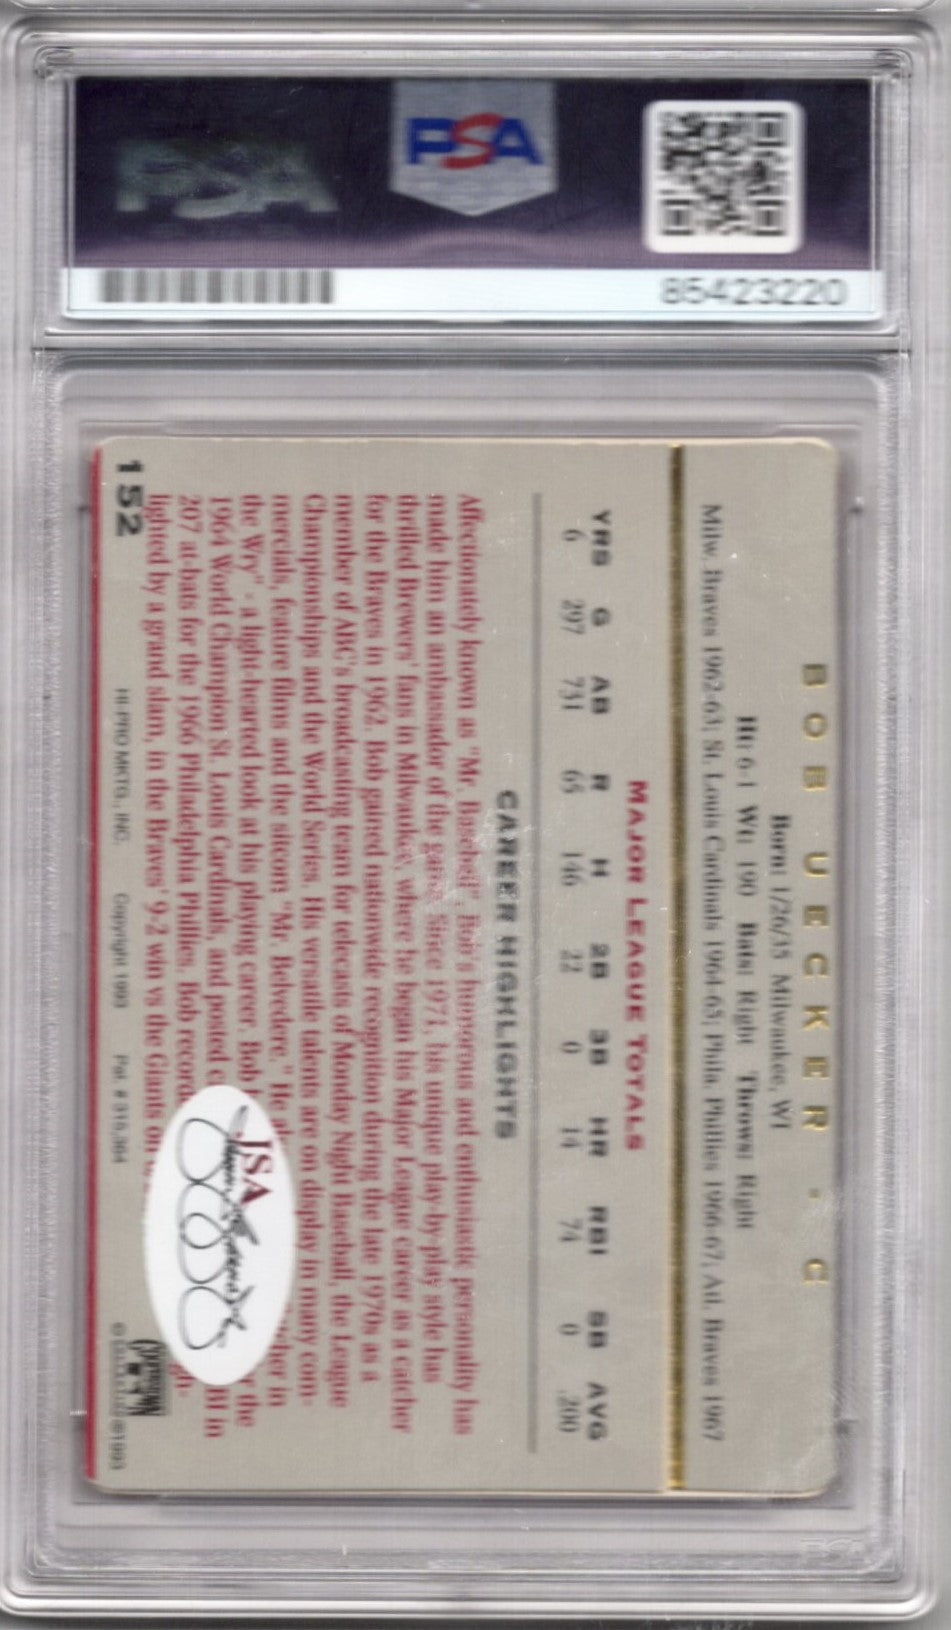 PSA
PSA
85423220
BOB UECKER - C
Born: 1/26/35 Milwaukee, WI
Ht: 6-1 Wt: 190 Bats: Right Throws: Right
Milw. Braves 1962-63; St. Louis Cardinals 1964-65; Phila. Phillies 1966-67; Atl. Braves 1967
MAJOR LEAGUE TOTALS
YRS G AB R H 2B 3B HR RBI SB AVG
6 297 731 65 146 22 0 14 74 0 .200
CAREER HIGHLIGHTS
Affectionately known as "Mr. Baseball", Bob's humorous and enthusiastic personality has
made him an ambassador of the game. Since 1971, his unique play-by-play style has
thrilled Brewers' fans in Milwaukee, where he began his Major League career as a catcher
for the Braves in 1962. Bob gained nationwide recognition during the late 1970s as a
member of ABC's broadcasting team for telecasts of Monday Night Baseball, the League
Championships and the World Series. His versatile talents are on display in many com-
mercials, feature films and the sitcom "Mr. Belvedere." He in
the Wry" - a light-hearted look at his playing career. Bob the
1964 World Champion St. Louis Cardinals, and posted BI in
207 at-bats for the 1966 Philadelphia Phillies. Bob
lighted by a grand slam, in the Braves' 9-2 win vs the Giants
JSA
152
HI-PRO MKTG., INC. Copyright 1993 Pat. # 316,364